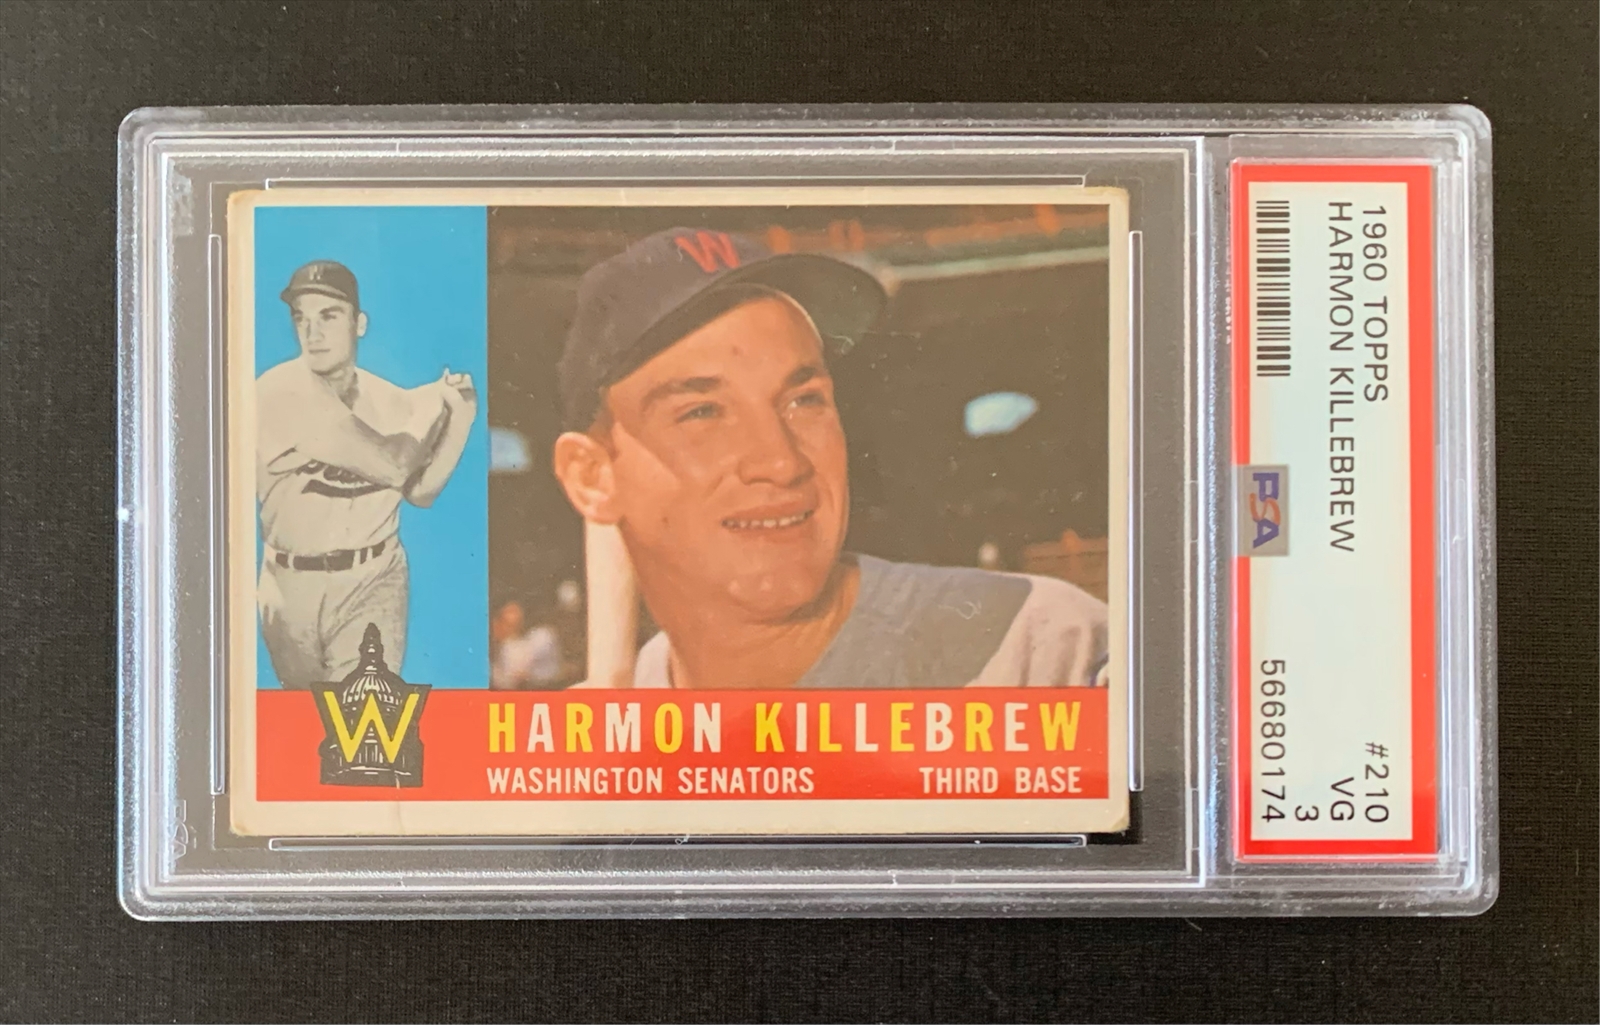 W
W
W
HARMON KILLEBREW
WASHINGTON SENATORS THIRD BASE
1960 TOPPS #210
HARMON KILLEBREW VG
3
PSA 56680174